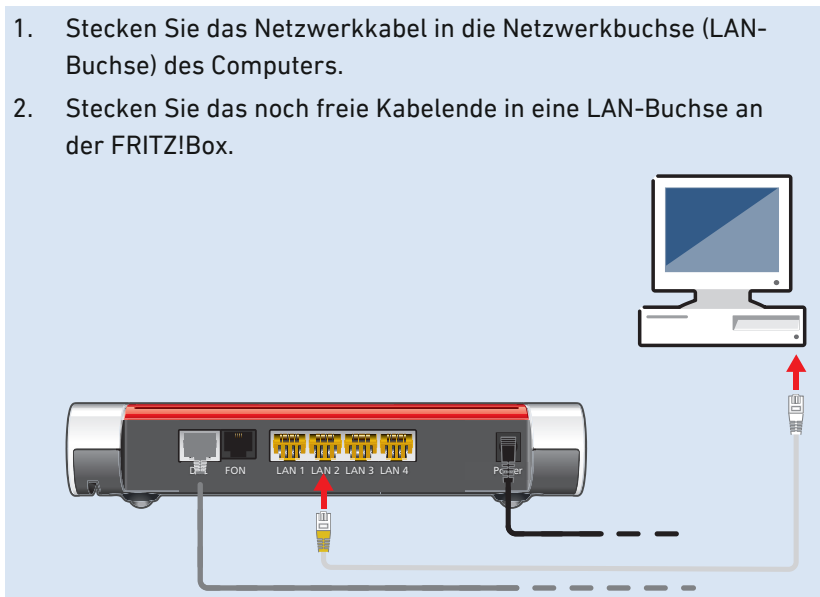 1. Stecken Sie das Netzwerkkabel in die Netzwerkbuchse (LAN-
Buchse) des Computers.
2. Stecken Sie das noch freie Kabelende in eine LAN-Buchse an
der FRITZ!Box.
FON LAN 1 LAN 2 LAN 3 LAN 4